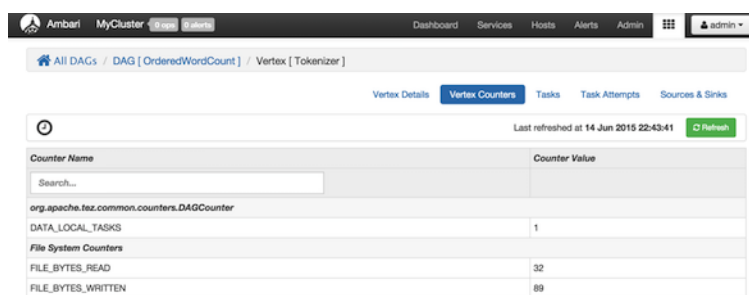 Ambari MyCluster 0 ops 0 alerts Dashboard Services Hosts Alerts Admin admin
All DAGs / DAG [ OrderedWordCount ] / Vertex [ Tokenizer ]
Vertex Details Vertex Counters Tasks Task Attempts Sources & Sinks
Last refreshed at 14 Jun 2015 22:43:41 Refresh
Counter Name Counter Value
Search...
org.apache.tez.common.counters.DAGCounter
DATA_LOCAL_TASKS 1
File System Counters
FILE_BYTES_READ 32
FILE_BYTES_WRITTEN 89